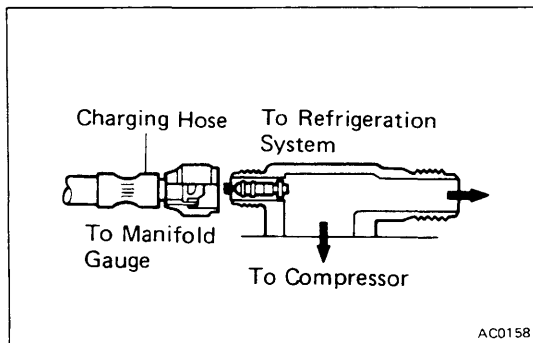 Charging Hose
To Refrigeration
System
To Manifold
Gauge
To Compressor
AC0158